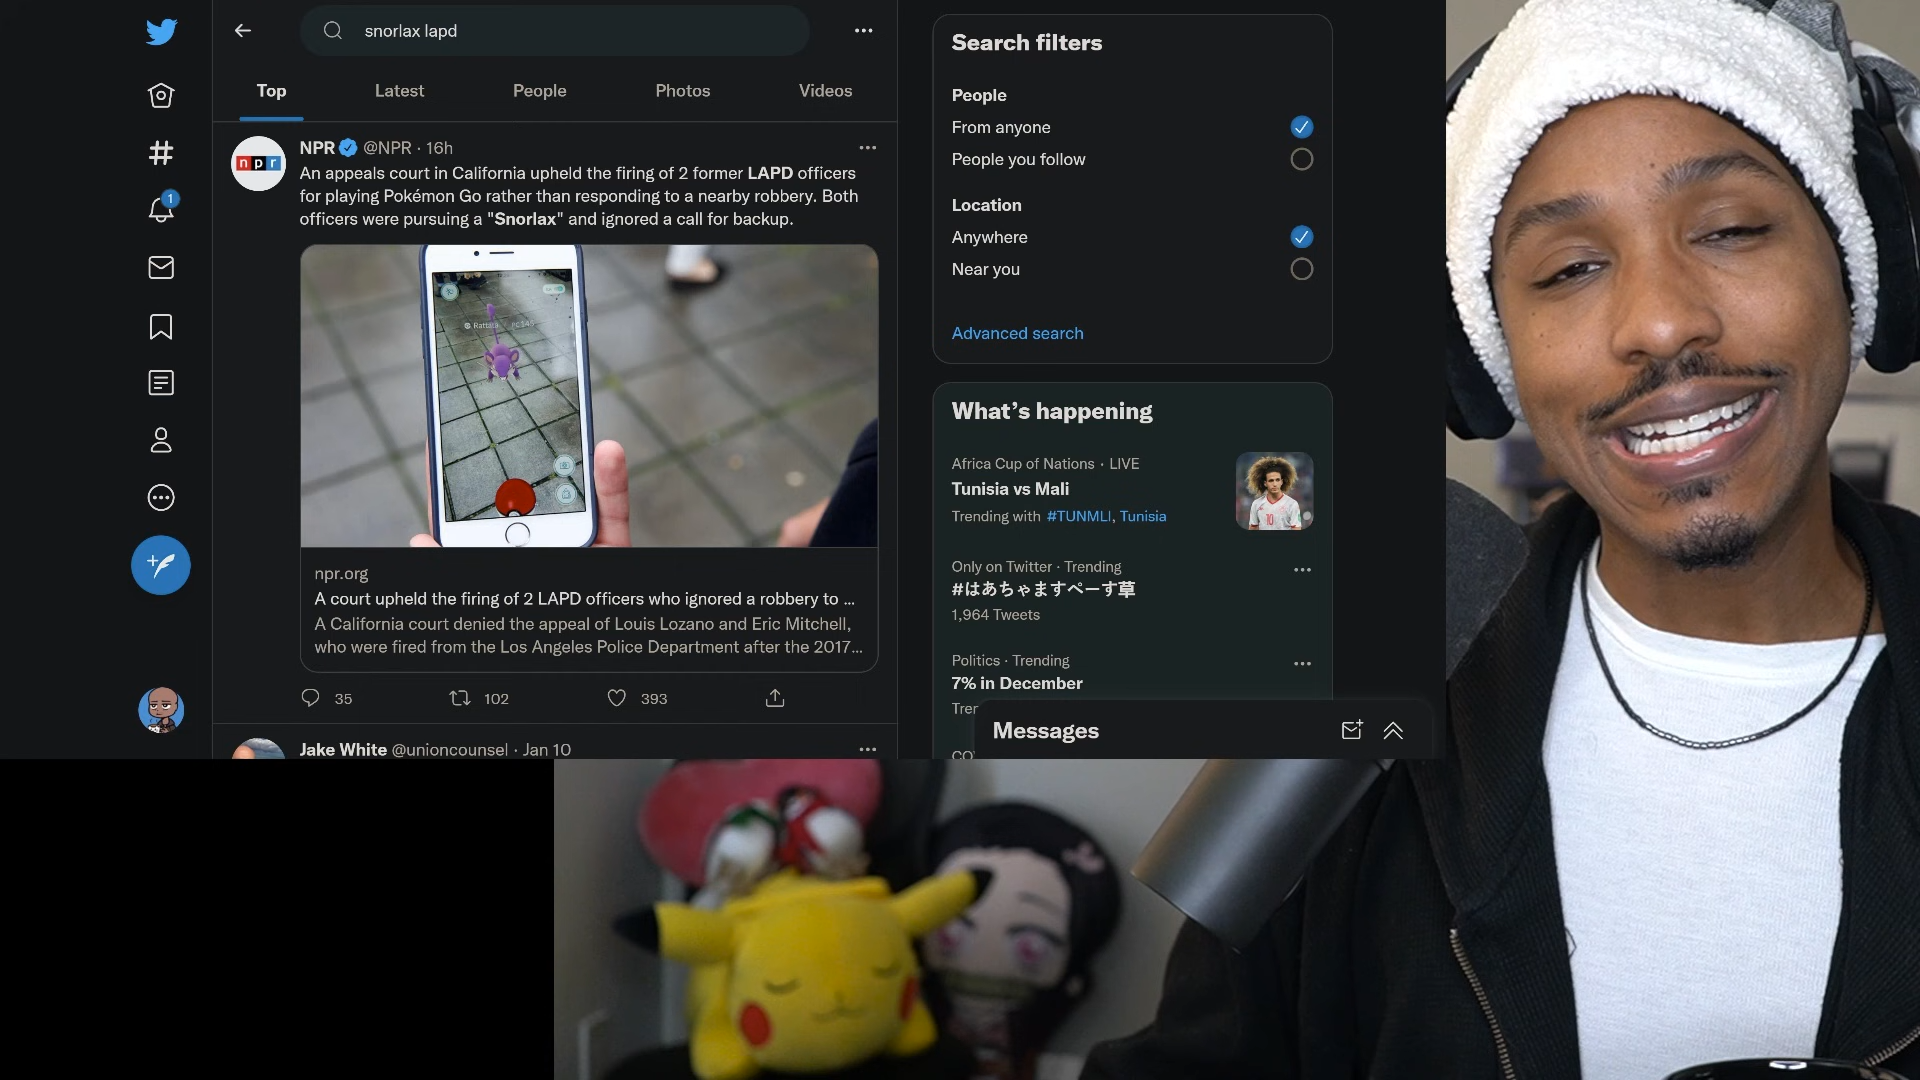 snorlax lapd
Top
Latest
People
Photos
Videos
npr
NPR @NPR · 16h
An appeals court in California upheld the firing of 2 former LAPD officers
for playing Pokémon Go rather than responding to a nearby robbery. Both
officers were pursuing a "Snorlax" and ignored a call for backup.
Rattata
npr.org
A court upheld the firing of 2 LAPD officers who ignored a robbery to ...
A California court denied the appeal of Louis Lozano and Eric Mitchell,
who were fired from the Los Angeles Police Department after the 2017...
35
102
393
Jake White @unioncounsel · Jan 10
1
Search filters
People
From anyone
People you follow
Location
Anywhere
Near you
Advanced search
What's happening
Africa Cup of Nations · LIVE
Tunisia vs Mali
Trending with #TUNMLI, Tunisia
10
Only on Twitter · Trending
#はあちゃますぺーす草
1,964 Tweets
Politics · Trending
7% in December
Messages